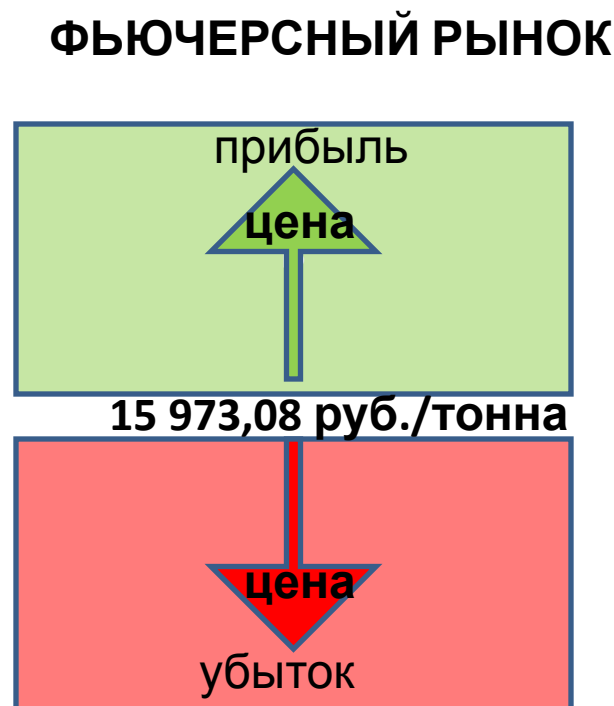 ФЬЮЧЕРСНЫЙ РЫНОК
прибыль
цена
15 973,08 руб./тонна
цена
убыток